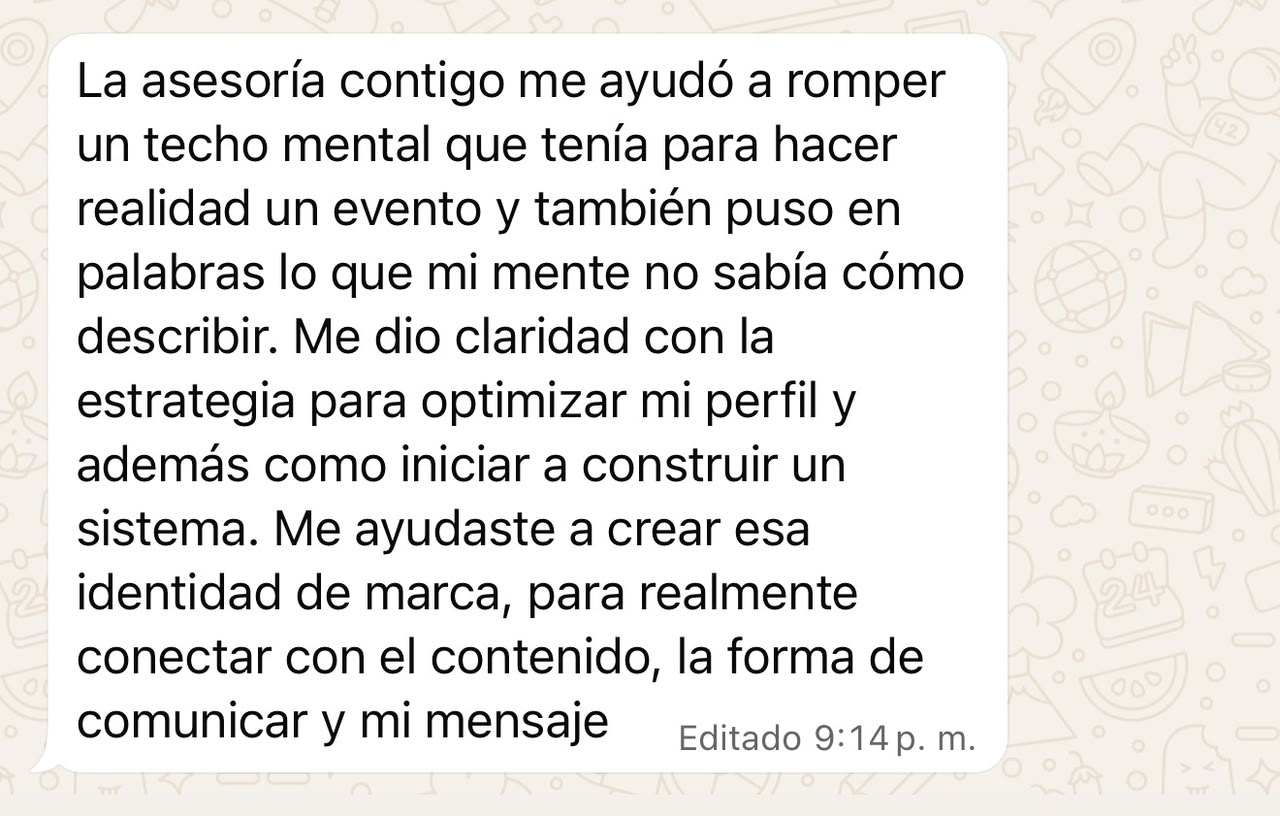 La asesoría contigo me ayudó a romper
un techo mental que tenía para hacer
realidad un evento y también puso en
palabras lo que mi mente no sabía cómo
describir. Me dio claridad con la
estrategia para optimizar mi perfil y
además como iniciar a construir un
sistema. Me ayudaste a crear esa
identidad de marca, para realmente
conectar con el contenido, la forma de
comunicar y mi mensaje
Editado 9:14 p. m.
42
24